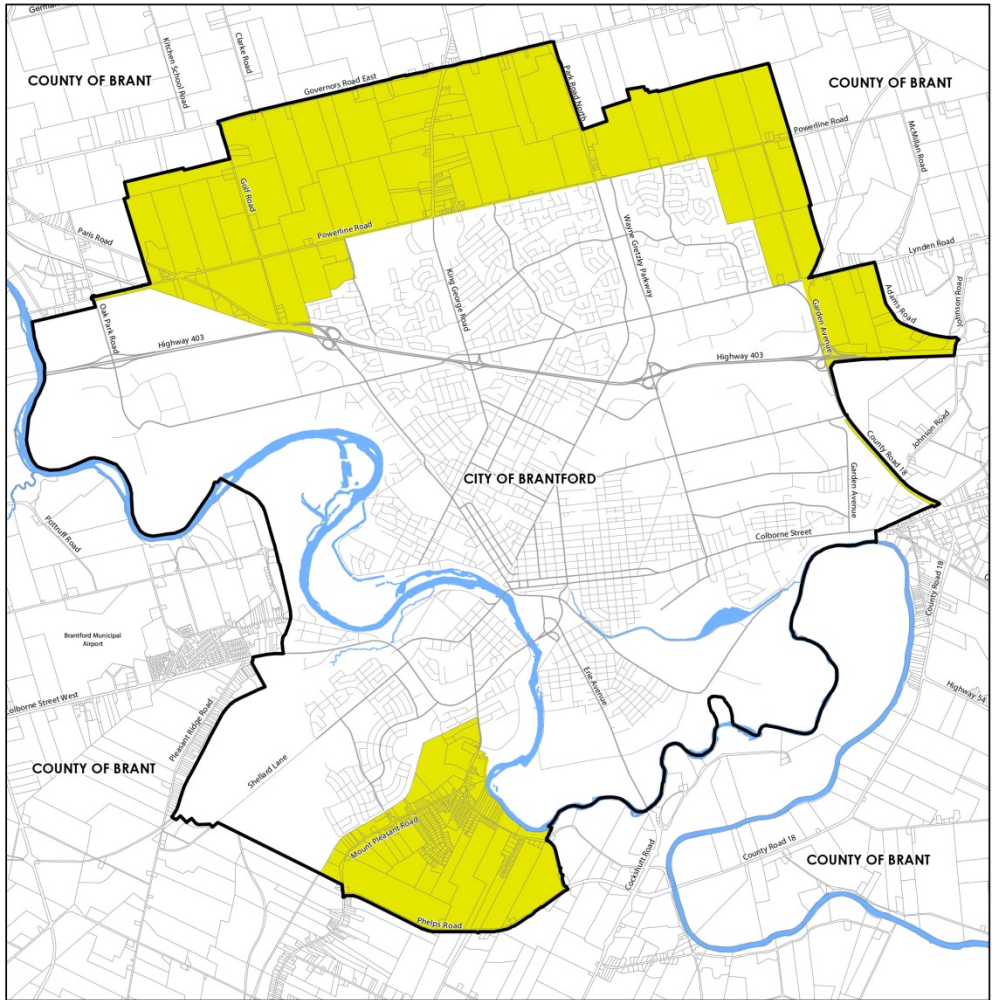 Kitchen School Road
Clarke Road
COUNTY OF BRANT
Governors Road East
Park Road North
COUNTY OF BRANT
Powerline Road
McMillan Road
Golf Road
Paris Road
Powerline Road
Wayne Gretzky Parkway
King George Road
Lynden Road
Adams Road
Johnson Road
Oak Park Road
Garden Avenue
Highway 403
Highway 403
Johnson Road
County Road 18
CITY OF BRANTFORD
Garden Avenue
Pottruff Road
Colborne Street
County Road 18
Brantford Municipal
Airport
Erie Avenue
Highway 54
olborne Street West
Pleasant Ridge Road
COUNTY OF BRANT
Shellard Lane
Mount Pleasant Road
Cockshutt Road
County Road 18
COUNTY OF BRANT
Phelps Road